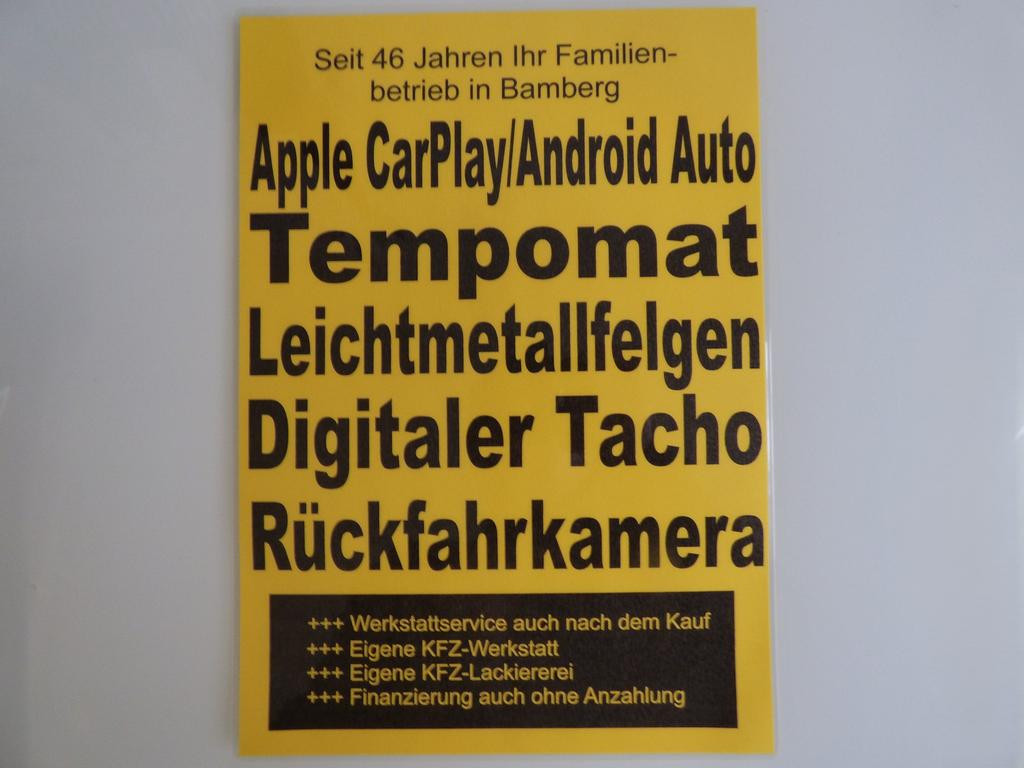 Seit 46 Jahren Ihr Familien-
betrieb in Bamberg
Apple CarPlay/Android Auto
Tempomat
Leichtmetallfelgen
Digitaler Tacho
Rückfahrkamera
+++ Werkstattservice auch nach dem Kauf
+++ Eigene KFZ-Werkstatt
+++ Eigene KFZ-Lackiererei
+++ Finanzierung auch ohne Anzahlung